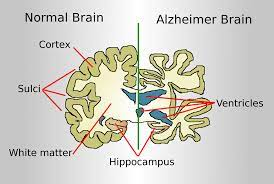 Normal Brain
Alzheimer Brain
Cortex
Sulci
Ventricles
White matter
Hippocampus